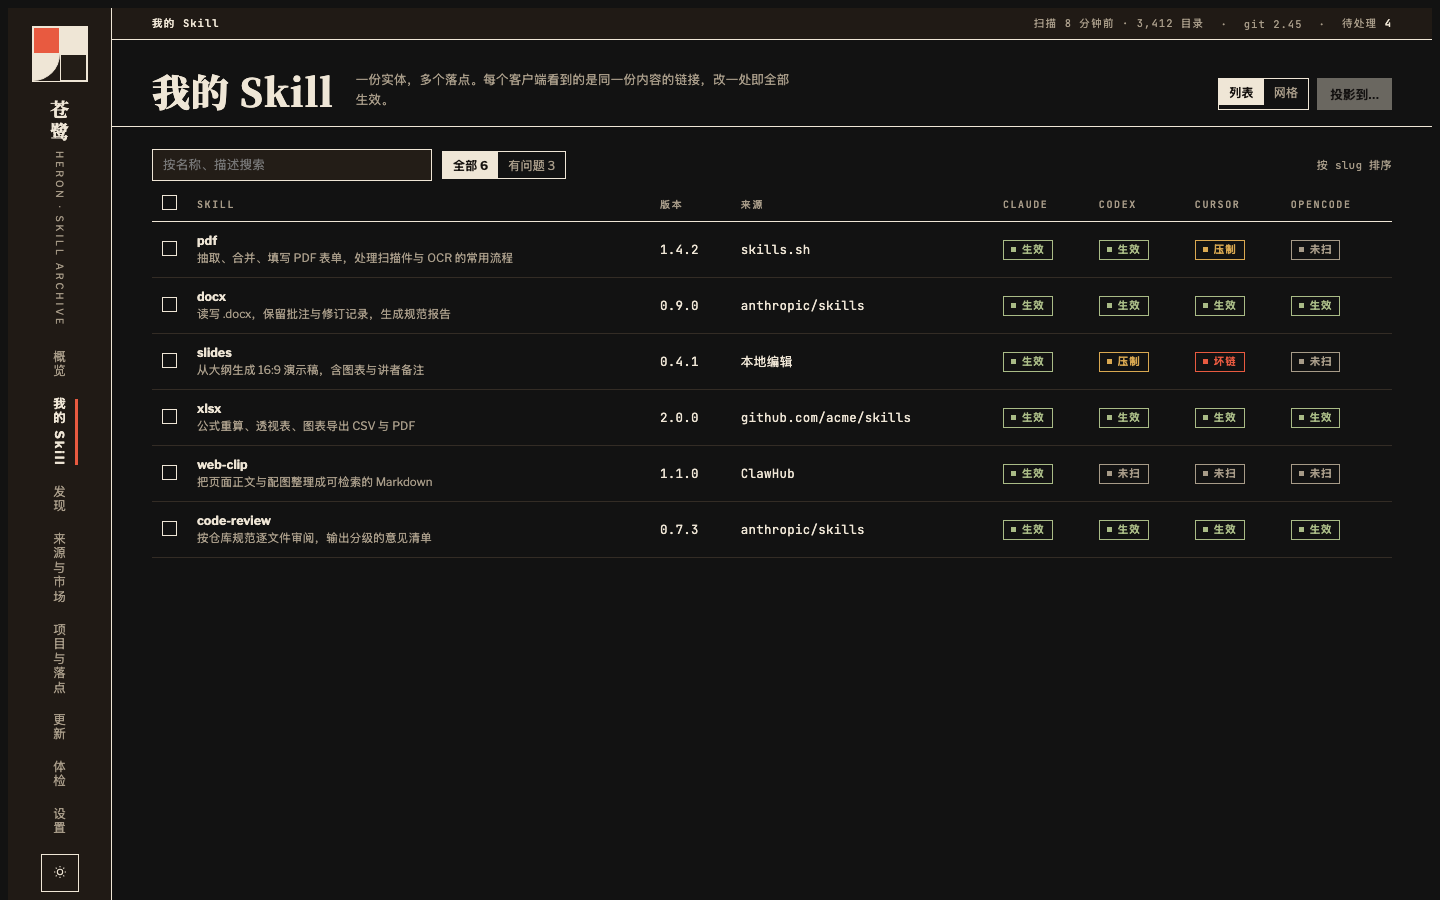 我的 Skill
扫描 8 分钟前 · 3,412 目录 · git 2.45 · 待处理 4
苍鹭
HERON · SKILL ARCHIVE
概览
我的 Skill
发现
来源与市场
项目与落点
更新
体检
设置
我的 Skill
一份实体，多个落点。每个客户端看到的是同一份内容的链接，改一处即全部
生效。
列表 网格 投影到…
按名称、描述搜索
全部 6 有问题 3
按 slug 排序
SKILL 版本 来源 CLAUDE CODEX CURSOR OPENCODE
pdf
抽取、合并、填写 PDF 表单，处理扫描件与 OCR 的常用流程
1.4.2 skills.sh 生效 生效 压制 未扫
docx
读写 .docx，保留批注与修订记录，生成规范报告
0.9.0 anthropic/skills 生效 生效 生效 生效
slides
从大纲生成 16:9 演示稿，含图表与讲者备注
0.4.1 本地编辑 生效 压制 坏链 未扫
xlsx
公式重算、透视表、图表导出 CSV 与 PDF
2.0.0 github.com/acme/skills 生效 生效 生效 生效
web-clip
把页面正文与配图整理成可检索的 Markdown
1.1.0 ClawHub 生效 未扫 未扫 未扫
code-review
按仓库规范逐文件审阅，输出分级的意见清单
0.7.3 anthropic/skills 生效 生效 生效 生效